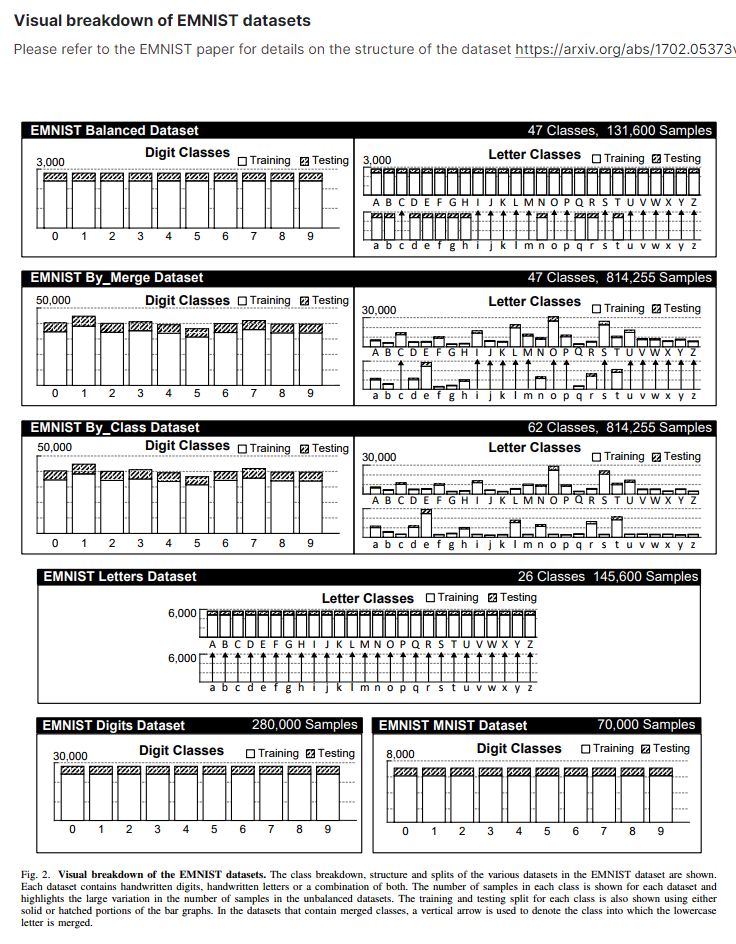 Visual breakdown of EMNIST datasets
Please refer to the EMNIST paper for details on the structure of the dataset https://arxiv.org/abs/1702.05373v
EMNIST Balanced Dataset 47 Classes, 131,600 Samples
Digit Classes Training Testing
3,000
0 1 2 3 4 5 6 7 8 9
Letter Classes Training Testing
3,000
A B C D E F G H I J K L M N O P Q R S T U V W X Y Z
a b c d e f g h i j k l m n o p q r s t u v w x y z
EMNIST By_Merge Dataset 47 Classes, 814,255 Samples
50,000 Digit Classes Training Testing
0 1 2 3 4 5 6 7 8 9
Letter Classes Training Testing
30,000
A B C D E F G H I J K L M N O P Q R S T U V W X Y Z
a b c d e f g h i j k l m n o p q r s t u v w x y z
EMNIST By_Class Dataset 62 Classes, 814,255 Samples
50,000 Digit Classes Training Testing
0 1 2 3 4 5 6 7 8 9
Letter Classes Training Testing
30,000
A B C D E F G H I J K L M N O P Q R S T U V W X Y Z
a b c d e f g h i j k l m n o p q r s t u v w x y z
EMNIST Letters Dataset 26 Classes 145,600 Samples
Letter Classes Training Testing
6,000
A B C D E F G H I J K L M N O P Q R S T U V W X Y Z
6,000
a b c d e f g h i j k l m n o p q r s t u v w x y z
EMNIST Digits Dataset 280,000 Samples
Digit Classes Training Testing
30,000
0 1 2 3 4 5 6 7 8 9
EMNIST MNIST Dataset 70,000 Samples
Digit Classes Training Testing
8,000
0 1 2 3 4 5 6 7 8 9
Fig. 2. Visual breakdown of the EMNIST datasets. The class breakdown, structure and splits of the various datasets in the EMNIST dataset are shown.
Each dataset contains handwritten digits, handwritten letters or a combination of both. The number of samples in each class is shown for each dataset and
highlights the large variation in the number of samples in the unbalanced datasets. The training and testing split for each class is also shown using either
solid or hatched portions of the bar graphs. In the datasets that contain merged classes, a vertical arrow is used to denote the class into which the lowercase
letter is merged.